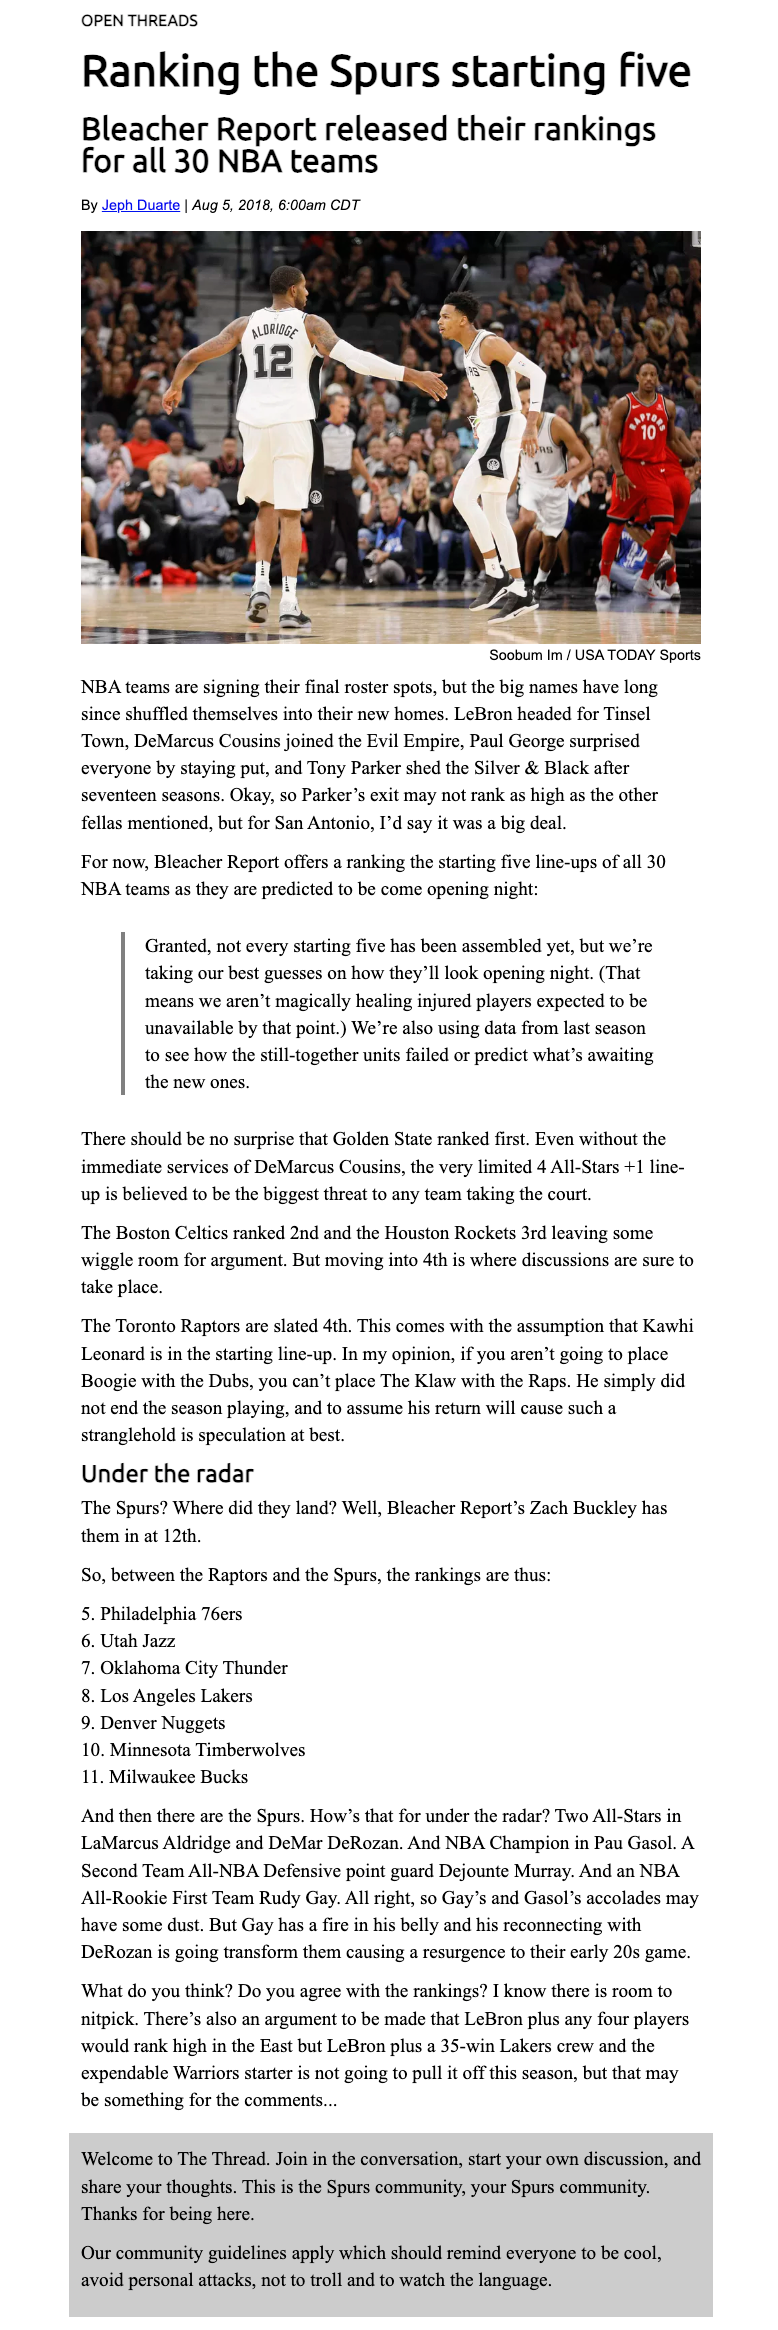 OPEN THREADS
Ranking the Spurs starting five
Bleacher Report released their rankings
for all 30 NBA teams
By Jeph Duarte | Aug 5, 2018, 6:00am CDT
ALDRIDGE
12
RS
RS
1
RAPTORS
10
Soobum Im / USA TODAY Sports
NBA teams are signing their final roster spots, but the big names have long
since shuffled themselves into their new homes. LeBron headed for Tinsel
Town, DeMarcus Cousins joined the Evil Empire, Paul George surprised
everyone by staying put, and Tony Parker shed the Silver & Black after
seventeen seasons. Okay, so Parker’s exit may not rank as high as the other
fellas mentioned, but for San Antonio, I’d say it was a big deal.
For now, Bleacher Report offers a ranking the starting five line-ups of all 30
NBA teams as they are predicted to be come opening night:
Granted, not every starting five has been assembled yet, but we’re
taking our best guesses on how they’ll look opening night. (That
means we aren’t magically healing injured players expected to be
unavailable by that point.) We’re also using data from last season
to see how the still-together units failed or predict what’s awaiting
the new ones.
There should be no surprise that Golden State ranked first. Even without the
immediate services of DeMarcus Cousins, the very limited 4 All-Stars +1 line-
up is believed to be the biggest threat to any team taking the court.
The Boston Celtics ranked 2nd and the Houston Rockets 3rd leaving some
wiggle room for argument. But moving into 4th is where discussions are sure to
take place.
The Toronto Raptors are slated 4th. This comes with the assumption that Kawhi
Leonard is in the starting line-up. In my opinion, if you aren’t going to place
Boogie with the Dubs, you can’t place The Klaw with the Raps. He simply did
not end the season playing, and to assume his return will cause such a
stranglehold is speculation at best.
Under the radar
The Spurs? Where did they land? Well, Bleacher Report’s Zach Buckley has
them in at 12th.
So, between the Raptors and the Spurs, the rankings are thus:
5. Philadelphia 76ers
6. Utah Jazz
7. Oklahoma City Thunder
8. Los Angeles Lakers
9. Denver Nuggets
10. Minnesota Timberwolves
11. Milwaukee Bucks
And then there are the Spurs. How’s that for under the radar? Two All-Stars in
LaMarcus Aldridge and DeMar DeRozan. And NBA Champion in Pau Gasol. A
Second Team All-NBA Defensive point guard Dejounte Murray. And an NBA
All-Rookie First Team Rudy Gay. All right, so Gay’s and Gasol’s accolades may
have some dust. But Gay has a fire in his belly and his reconnecting with
DeRozan is going transform them causing a resurgence to their early 20s game.
What do you think? Do you agree with the rankings? I know there is room to
nitpick. There’s also an argument to be made that LeBron plus any four players
would rank high in the East but LeBron plus a 35-win Lakers crew and the
expendable Warriors starter is not going to pull it off this season, but that may
be something for the comments...
Welcome to The Thread. Join in the conversation, start your own discussion, and
share your thoughts. This is the Spurs community, your Spurs community.
Thanks for being here.
Our community guidelines apply which should remind everyone to be cool,
avoid personal attacks, not to troll and to watch the language.